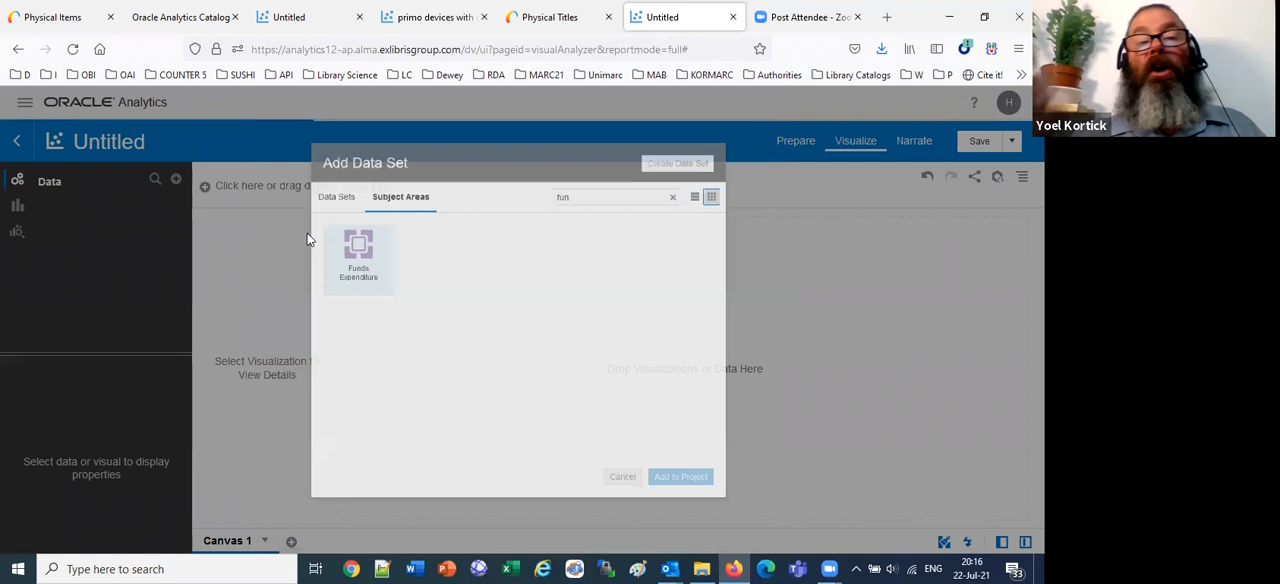 Physical Items
Oracle Analytics Catalog
Untitled
primo devices with
Physical Titles
Untitled
Post Attendee - Zoo
https://analytics12-ap.alma.exlibrisgroup.com/dv/ui?pageid=visualAnalyzer&reportmode=full#
D
I
OBI
OAI
COUNTER 5
SUSHI
API
Library Science
LC
Dewey
RDA
MARC21
Unimarc
MAB
KORMARC
Authorities
Library Catalogs
W
P
Cite it!
Yoel Kortick
ORACLE Analytics
?
H
Untitled
Prepare
Visualize
Narrate
Save
Add Data Set
Create Data Set
Data
Click here or drag d
Data Sets
Subject Areas
fun
Funds
Expenditure
Select Visualization t
View Details
Drop Visualizations or Data Here
Select data or visual to display
properties
Cancel
Add to Project
Canvas 1
Type here to search
ENG
20:16
22-Jul-21
33